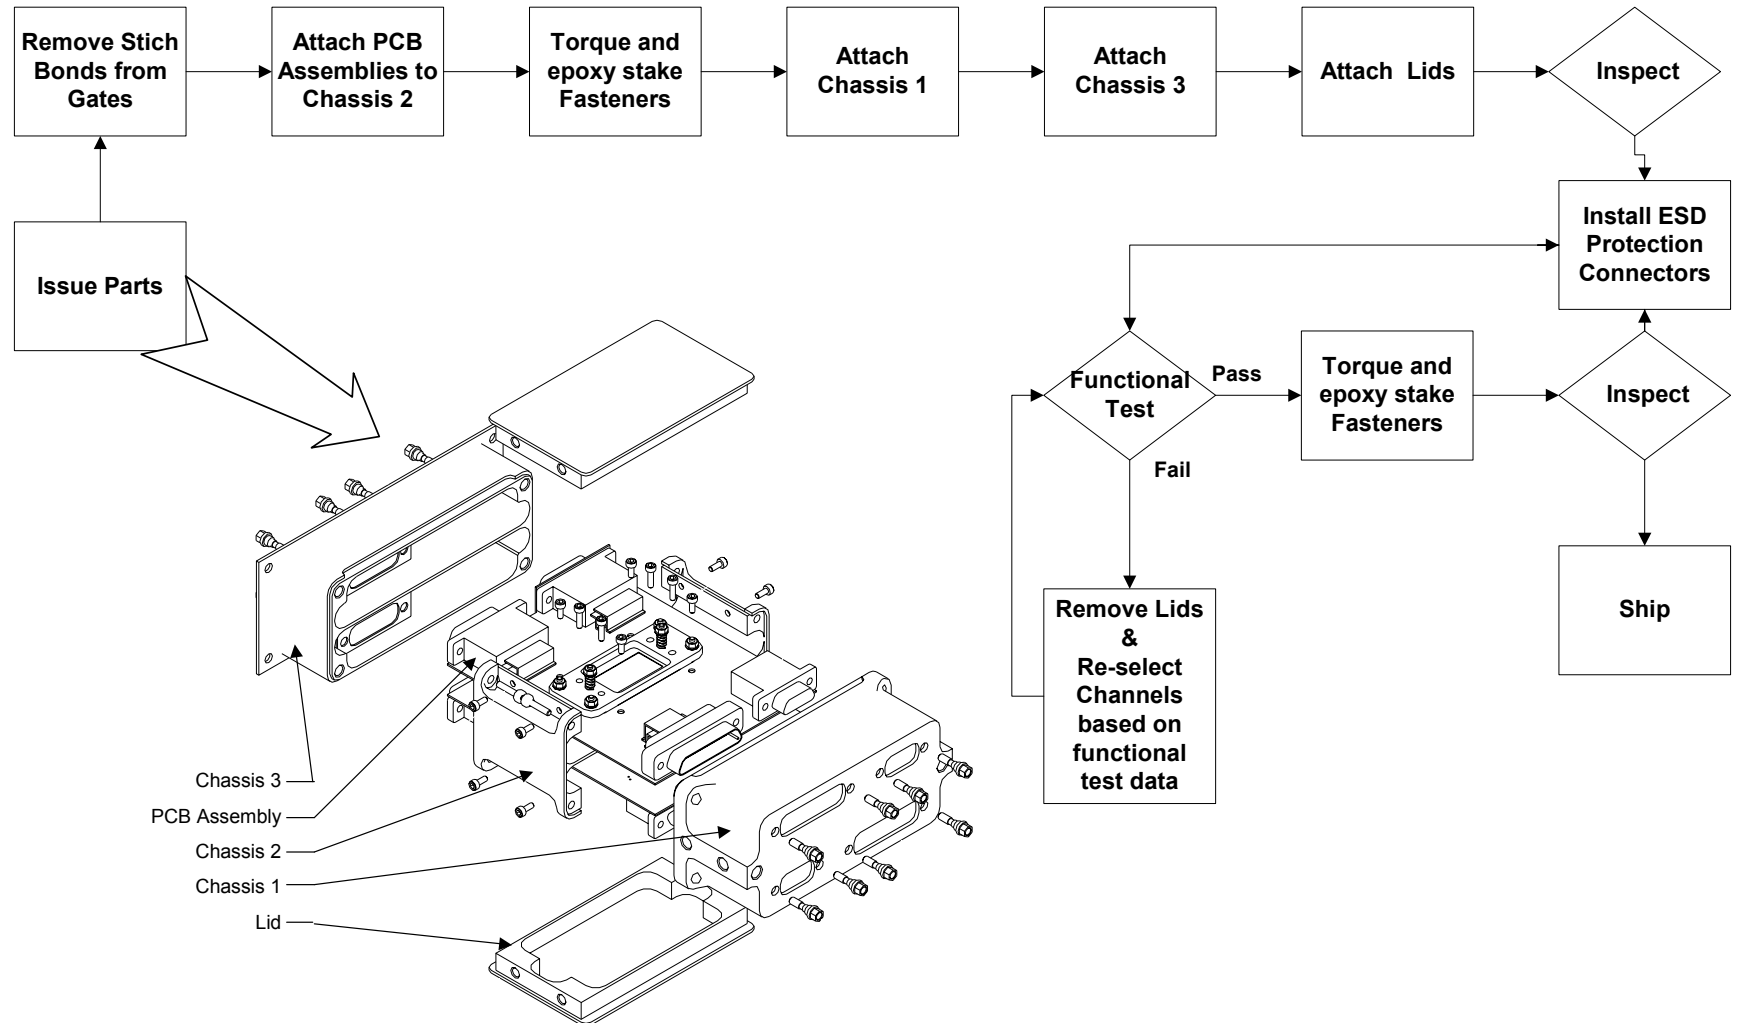 Remove Stich
Bonds from
Gates
Attach PCB
Assemblies to
Chassis 2
Torque and
epoxy stake
Fasteners
Attach
Chassis 1
Attach
Chassis 3
Attach Lids
Inspect
Issue Parts
Install ESD
Protection
Connectors
Functional
Test
Pass
Fail
Torque and
epoxy stake
Fasteners
Inspect
Remove Lids
&
Re-select
Channels
based on
functional
test data
Ship
Chassis 3
PCB Assembly
Chassis 2
Chassis 1
Lid